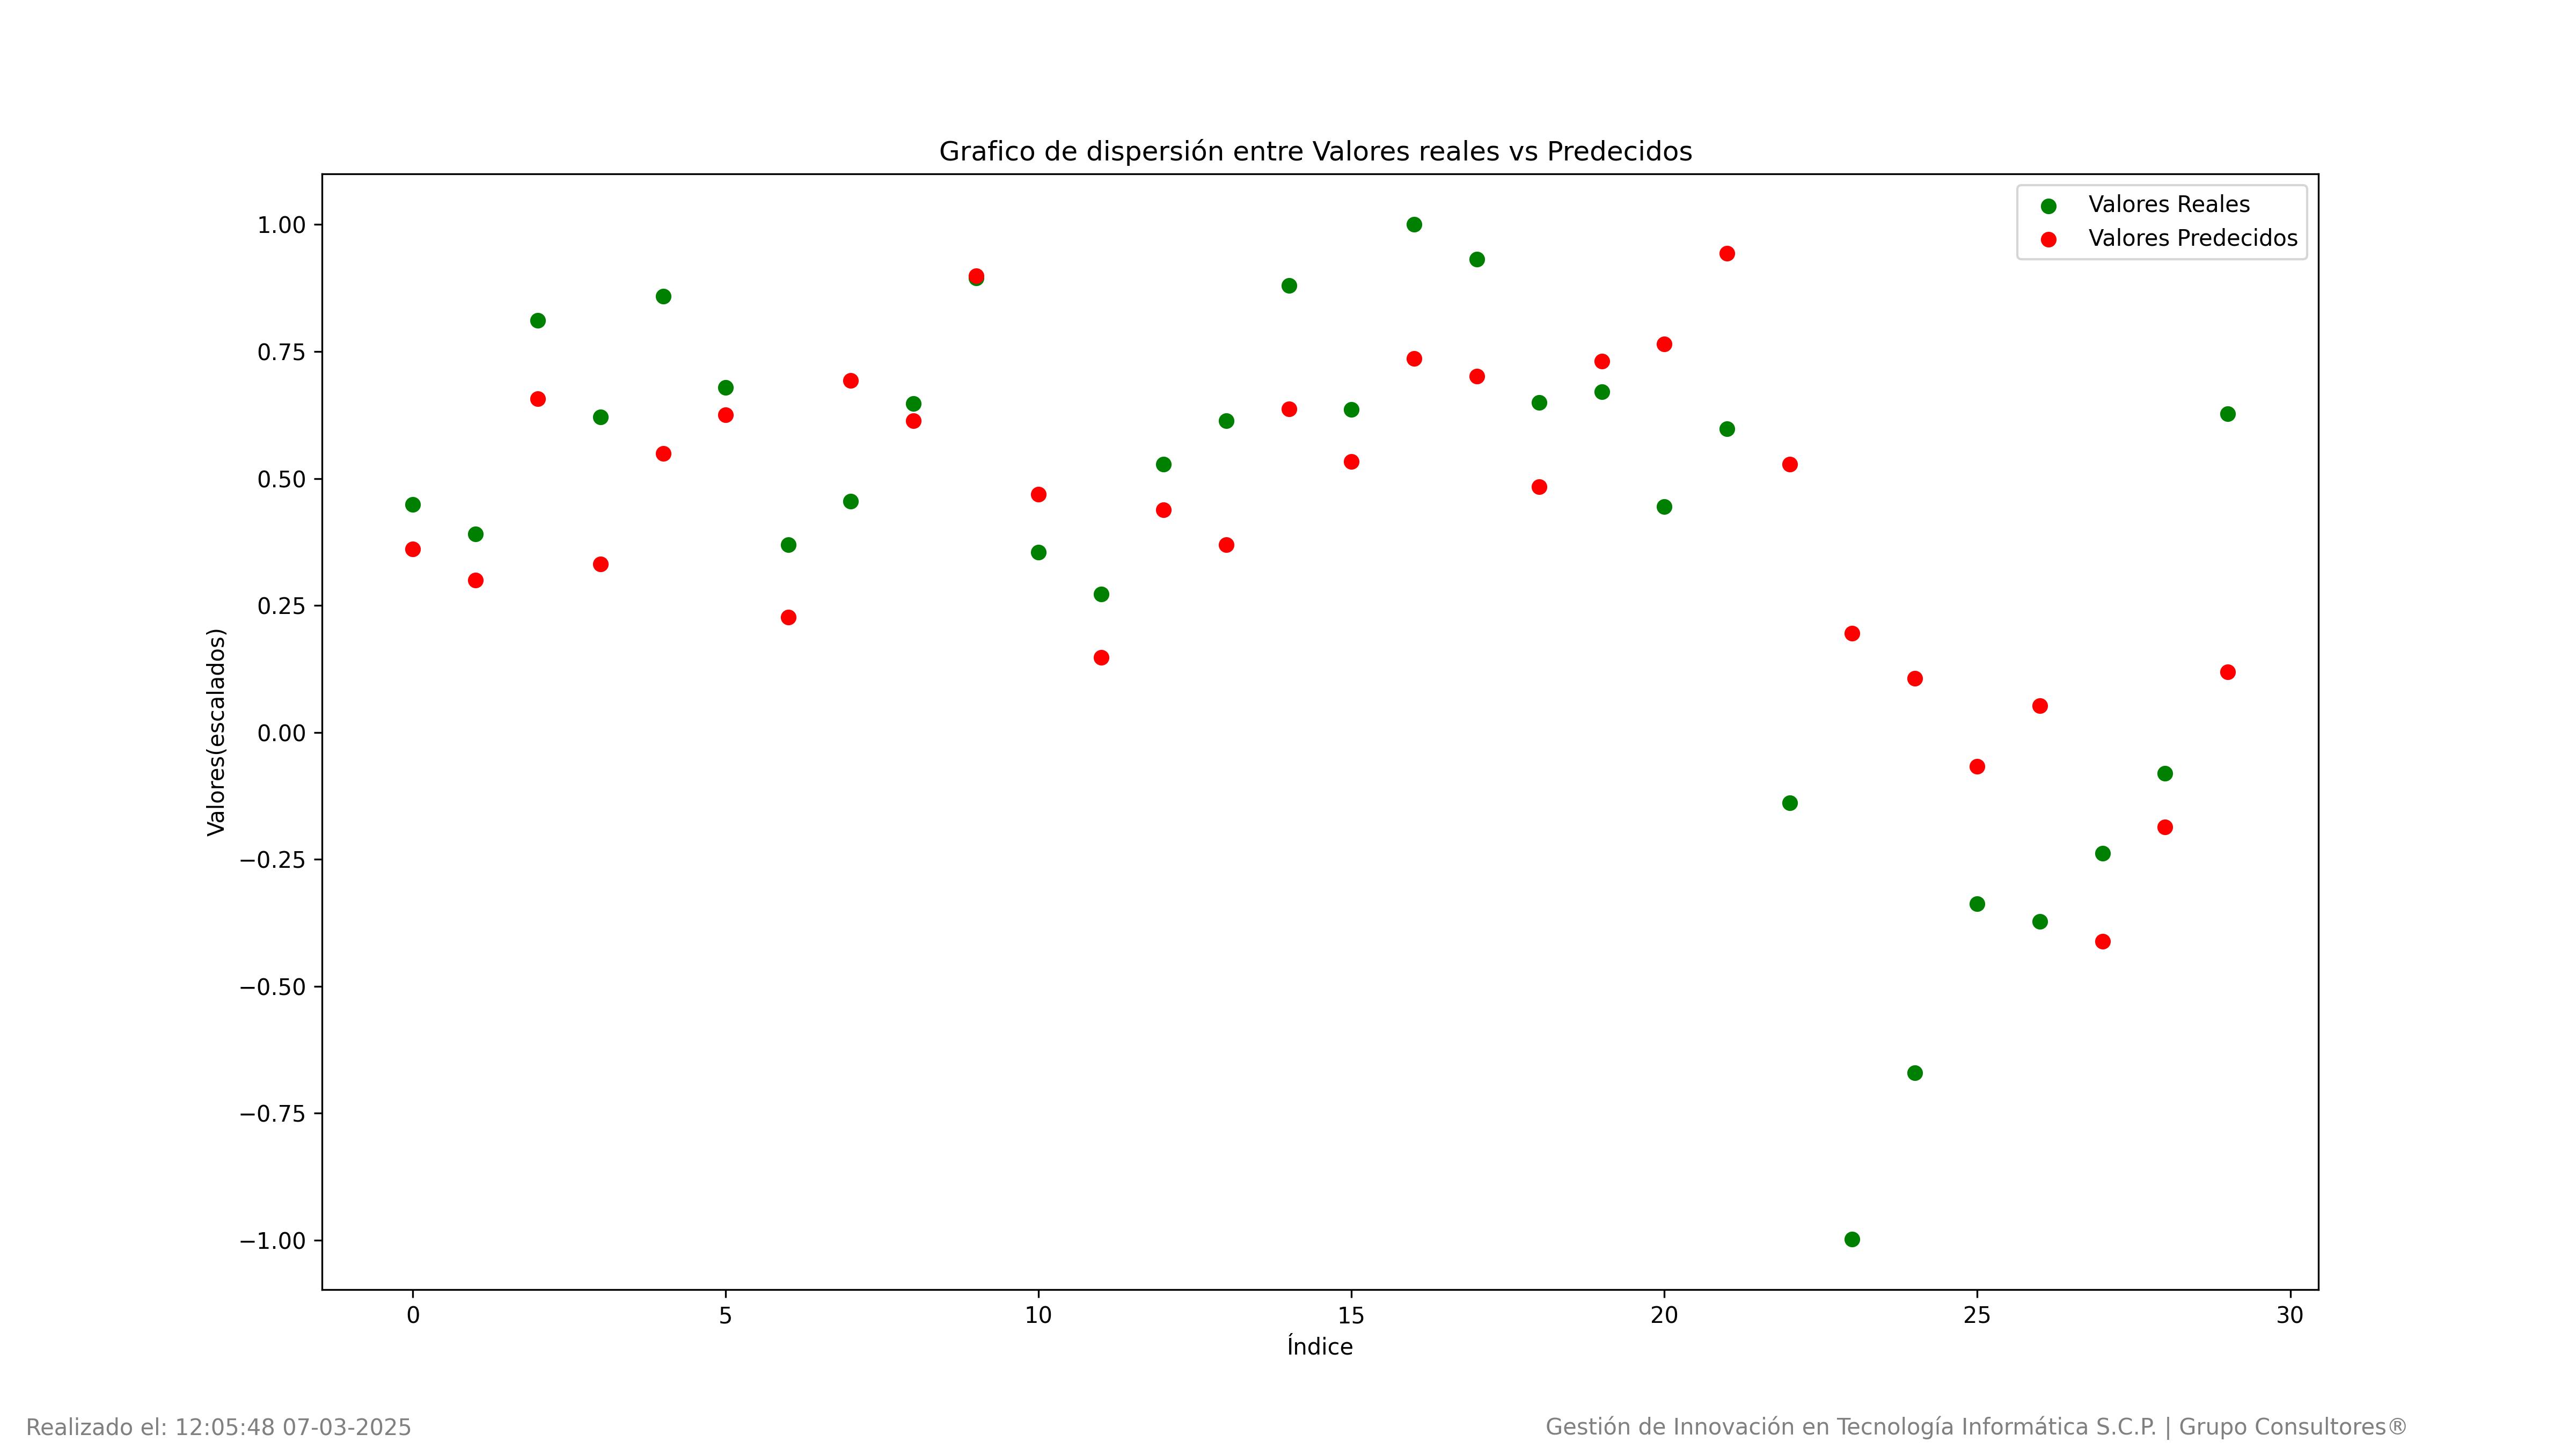 Grafico de dispersión entre Valores reales vs Predecidos
Valores Reales
Valores Predecidos
1.00
0.75
0.50
0.25
0.00
−0.25
−0.50
−0.75
−1.00
Valores(escalados)
0 5 10 15 20 25 30
Índice
Realizado el: 12:05:48 07-03-2025
Gestión de Innovación en Tecnología Informática S.C.P. | Grupo Consultores®